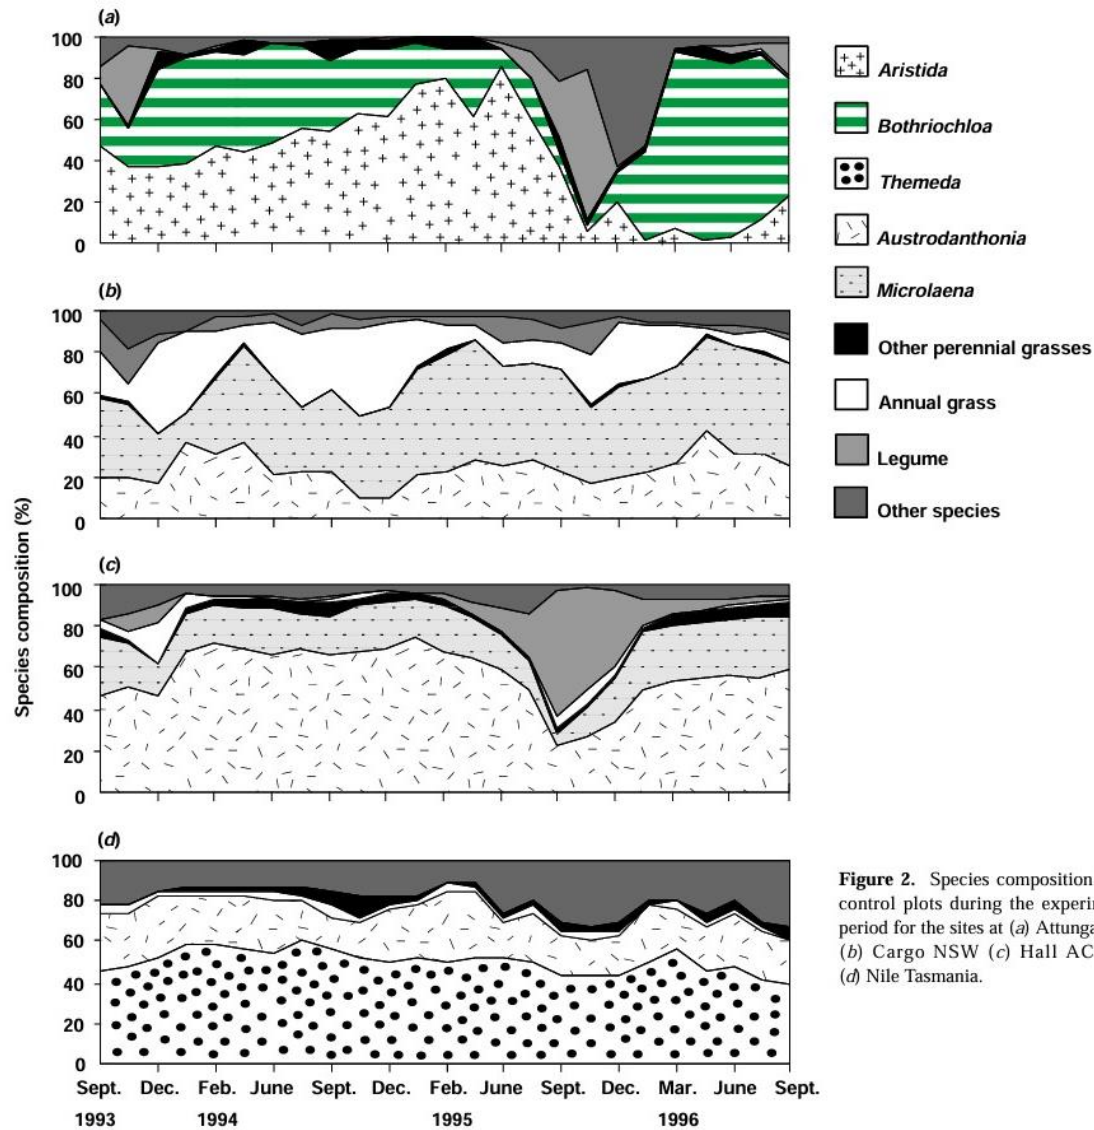 (a)
100
80
60
40
20
0
(b)
100
80
60
40
20
0
(c)
100
80
60
40
20
0
(d)
100
80
60
40
20
0
Species composition (%)
Sept. Dec. Feb. June Sept. Dec. Feb. June Sept. Dec. Mar. June Sept.
1993 1994 1995 1996
Aristida
Bothriochloa
Themeda
Austrodanthonia
Microlaena
Other perennial grasses
Annual grass
Legume
Other species
Figure 2. Species composition
control plots during the experi
period for the sites at (a) Attunga
(b) Cargo NSW (c) Hall AC
(d) Nile Tasmania.